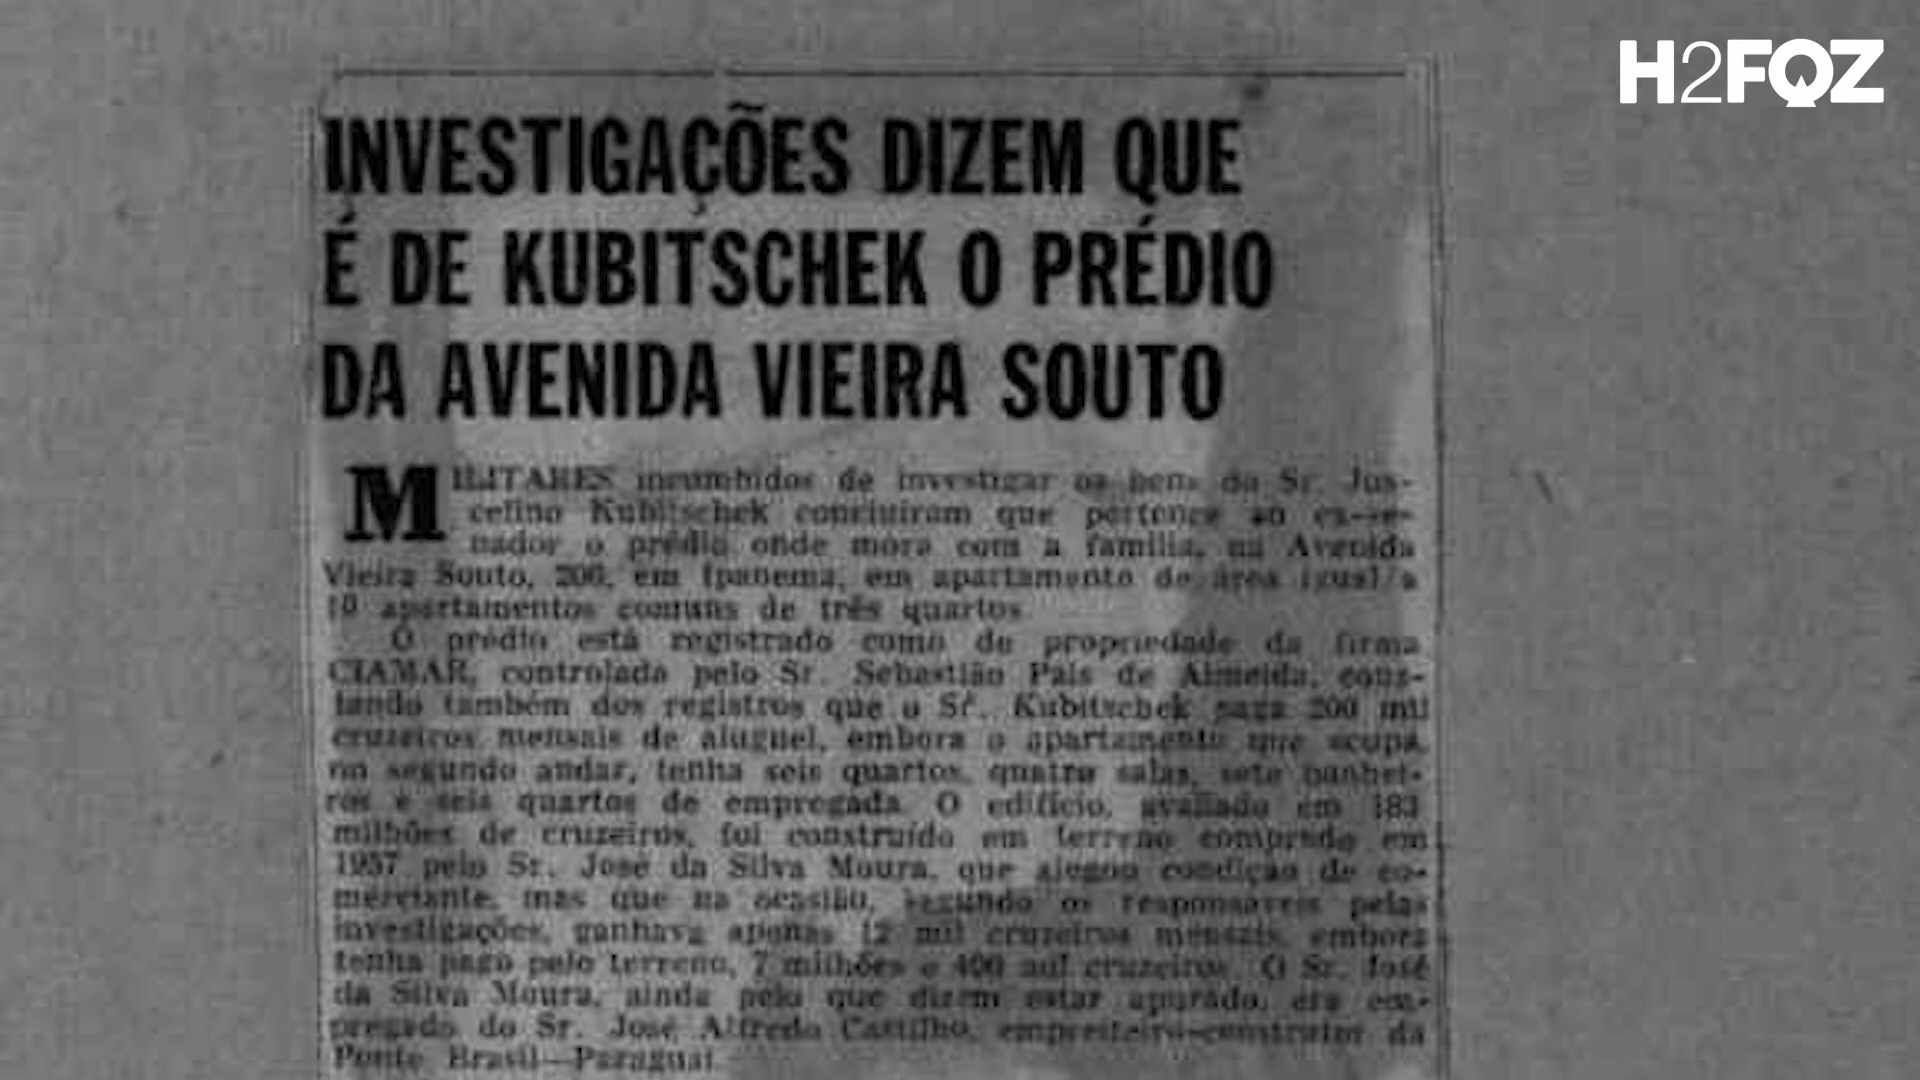 H2FOZ
INVESTIGAÇÕES DIZEM QUE
É DE KUBITSCHEK O PRÉDIO
DA AVENIDA VIEIRA SOUTO
MILITARES incumbidos de investigar os bens do Sr. Jus-
celino Kubitschek concluiram que pertence ao ex-se-
nador o prédio onde mora com a família, na Avenida
Vieira Souto, 206, em Ipanema, em apartamento de área igual a
10 apartamentos comuns de três quartos
O prédio está registrado como de propriedade da firma
CIAMAR, controlada pelo Sr. Sebastião Pais de Almeida, cons-
tando também dos registros que o Sr. Kubitschek paga 200 mil
cruzeiros mensais de aluguel, embora o apartamento que ocupa,
no segundo andar, tenha seis quartos, quatro salas, sete banhei-
ros e seis quartos de empregada. O edifício, avaliado em 183
milhões de cruzeiros, foi construído em terreno comprado em
1957 pelo Sr. José da Silva Moura, que alegou condição de co-
merciante, mas que na ocasião, segundo os responsáveis pelas
investigações, ganhava apenas 12 mil cruzeiros mensais, embora
tenha pago pelo terreno, 7 milhões e 400 mil cruzeiros. O Sr. José
da Silva Moura, ainda pelo que dizem estar apurado, era em-
pregado do Sr. José Alfredo Castilho, empreiteiro-construtor da
Ponte Brasil—Paraguai